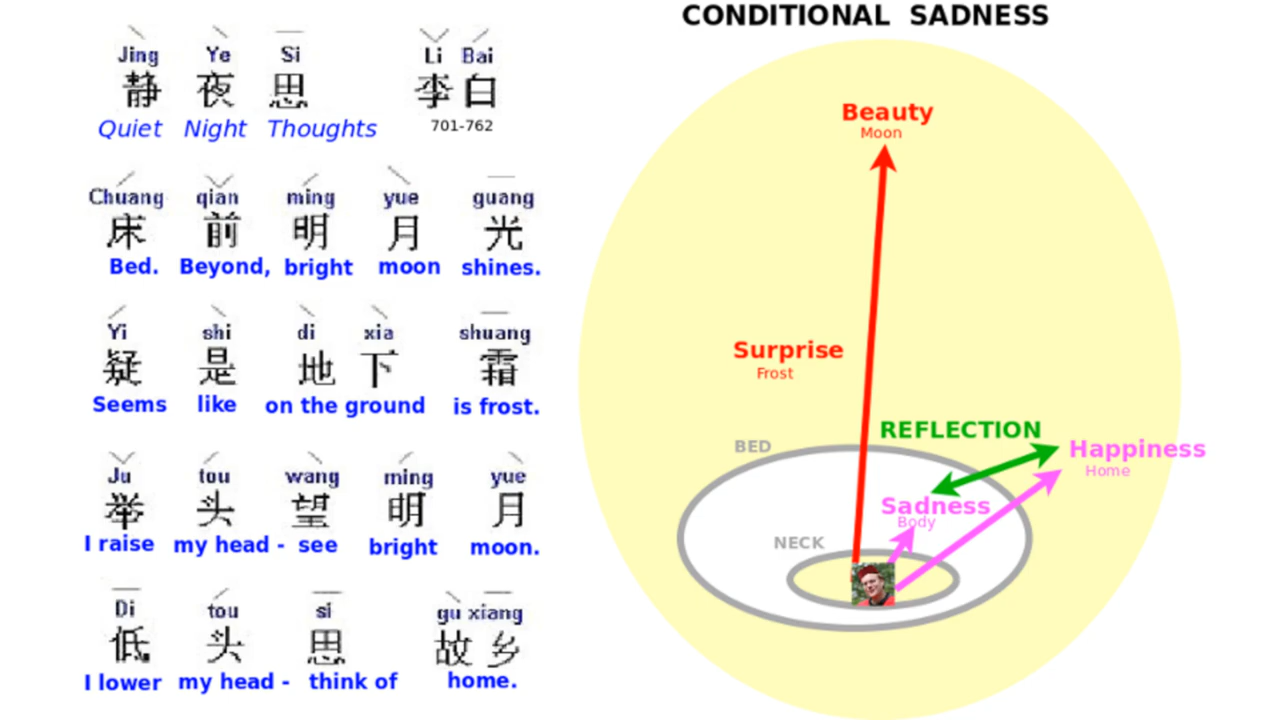 CONDITIONAL SADNESS
Jing Ye Si Li Bai
静 夜 思 李 白
Quiet Night Thoughts 701-762
Chuang qian ming yue guang
床 前 明 月 光
Bed. Beyond, bright moon shines.
Yi shi di xia shuang
疑 是 地 下 霜
Seems like on the ground is frost.
Ju tou wang ming yue
举 头 望 明 月
I raise my head - see bright moon.
Di tou si gu xiang
低 头 思 故 乡
I lower my head - think of home.
Beauty
Moon
Surprise
Frost
REFLECTION
BED
Happiness
Home
Sadness
Body
NECK